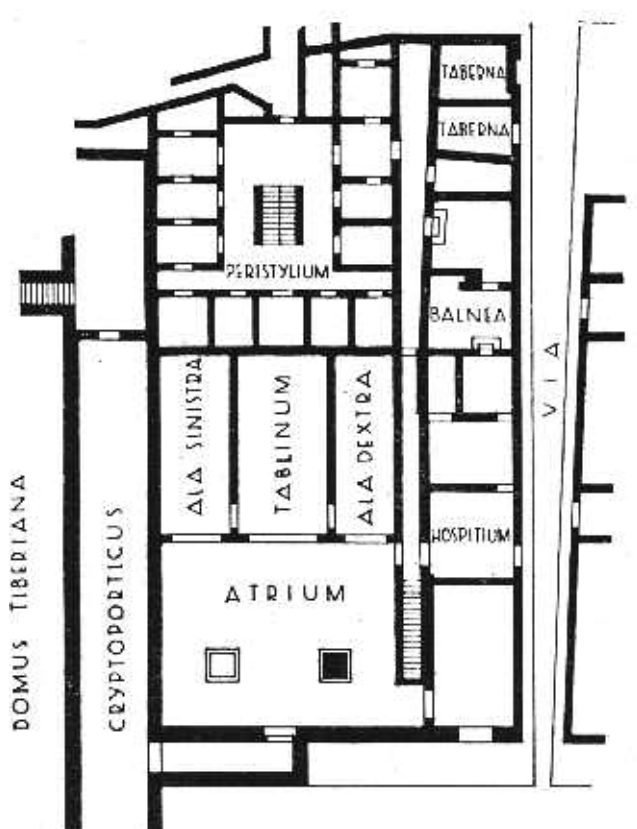 TABERNA
TABERNA
PERISTYLIUM
BALNEA
VIA
ALA SINISTRA
TABLINUM
ALA DEXTRA
HOSPITIUM
ATRIUM
DOMUS TIBERIANA
CRYPTOPORTICUS